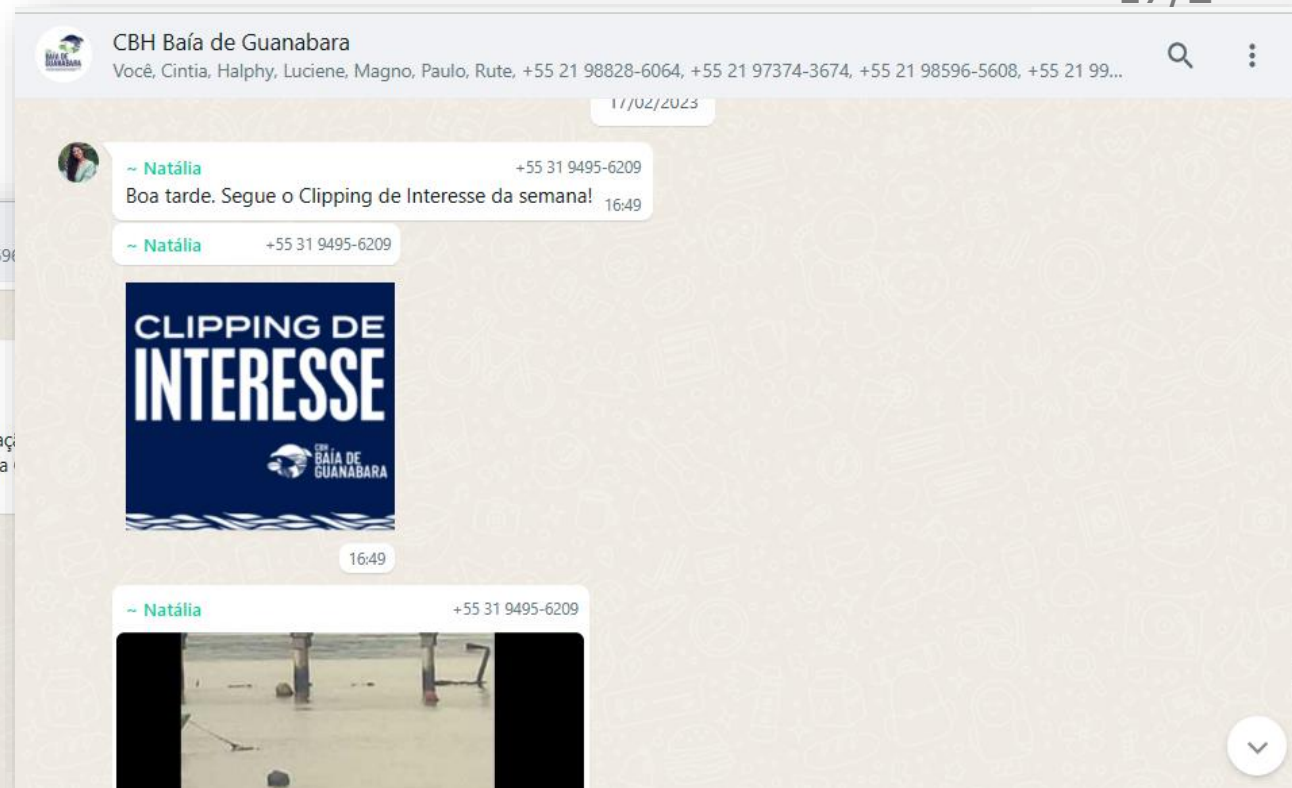 CBH Baía de Guanabara
Você, Cintia, Halphy, Luciene, Magno, Paulo, Rute, +55 21 98828-6064, +55 21 97374-3674, +55 21 98596-5608, +55 21 99...
17/02/2023
~ Natália +55 31 9495-6209
Boa tarde. Segue o Clipping de Interesse da semana! 16:49
~ Natália +55 31 9495-6209
CLIPPING DE
INTERESSE
CBH
BAÍA DE
GUANABARA
16:49
~ Natália +55 31 9495-6209